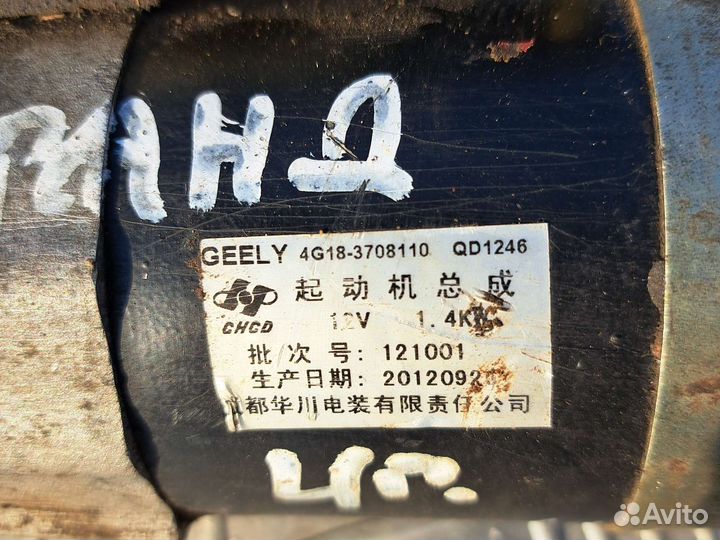 GEELY 4G18-3708110 QD1246
起动机总成
CHCD 12V 1.4K
批次号：121001
生产日期：2012092
都华川电装有限责任公司
Avito